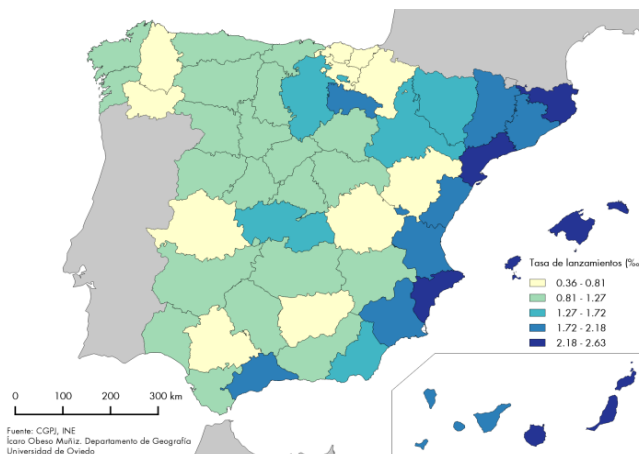 Tasa de lanzamientos (‰
0.36 - 0.81
0.81 - 1.27
1.27 - 1.72
1.72 - 2.18
2.18 - 2.63
0 100 200 300 km
Fuente: CGPJ, INE
Ícaro Obeso Muñiz. Departamento de Geografía
Universidad de Oviedo